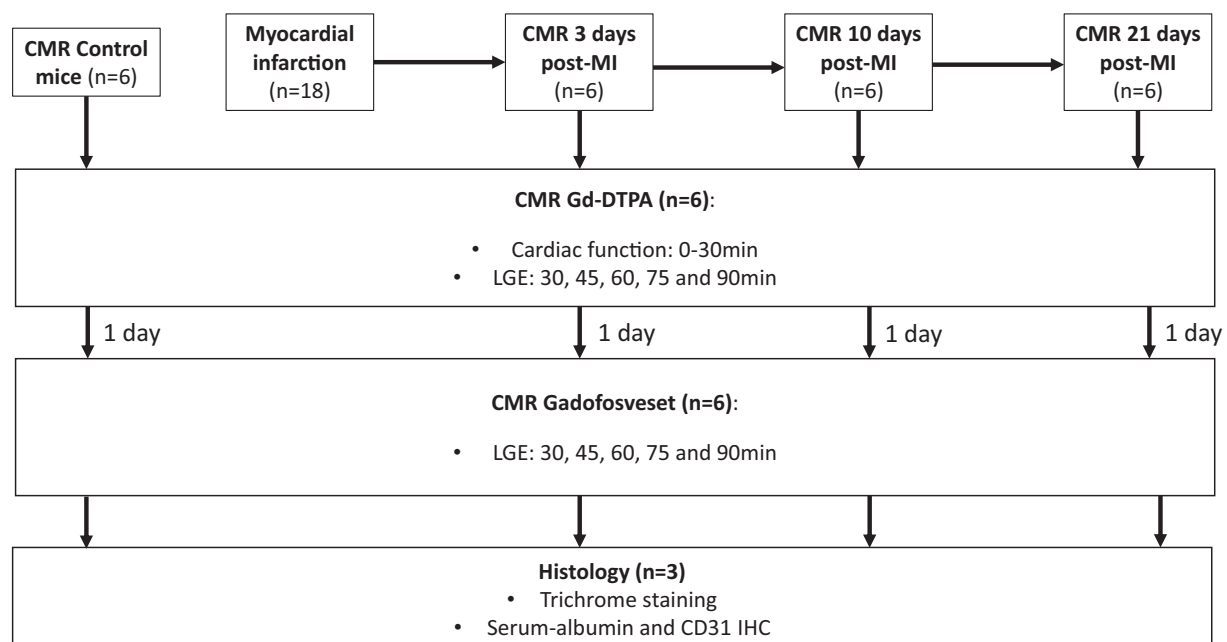 CMR Control
mice (n=6)
Myocardial
infarction
(n=18)
CMR 3 days
post-MI
(n=6)
CMR 10 days
post-MI
(n=6)
CMR 21 days
post-MI
(n=6)
CMR Gd-DTPA (n=6):
• Cardiac function: 0-30min
• LGE: 30, 45, 60, 75 and 90min
1 day
1 day
1 day
1 day
CMR Gadofosveset (n=6):
• LGE: 30, 45, 60, 75 and 90min
Histology (n=3)
• Trichrome staining
• Serum-albumin and CD31 IHC